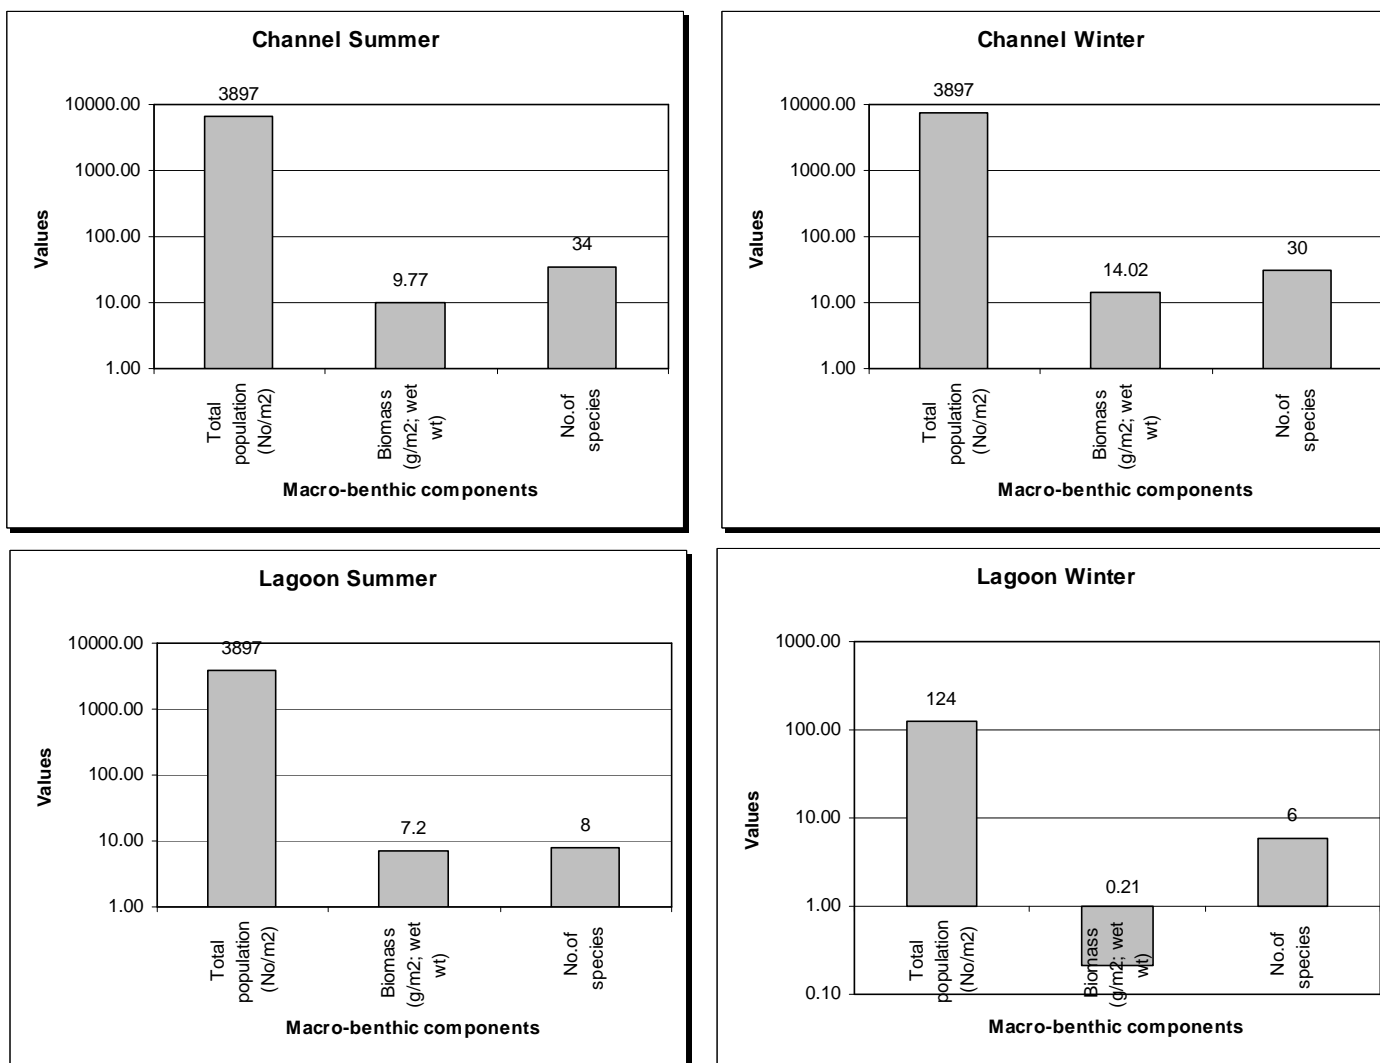 Channel Summer
10000.00
1000.00
100.00
10.00
1.00
Values
3897
9.77
34
Total
population
(No/m2)
Biomass
(g/m2; wet
wt)
No.of
species
Macro-benthic components
Channel Winter
10000.00
1000.00
100.00
10.00
1.00
Values
3897
14.02
30
Total
population
(No/m2)
Biomass
(g/m2; wet
wt)
No.of
species
Macro-benthic components
Lagoon Summer
10000.00
1000.00
100.00
10.00
1.00
Values
3897
7.2
8
Total
population
(No/m2)
Biomass
(g/m2; wet
wt)
No.of
species
Macro-benthic components
Lagoon Winter
1000.00
100.00
10.00
1.00
0.10
Values
124
0.21
6
Total
population
(No/m2)
Biomass
(g/m2; wet
wt)
No.of
species
Macro-benthic components